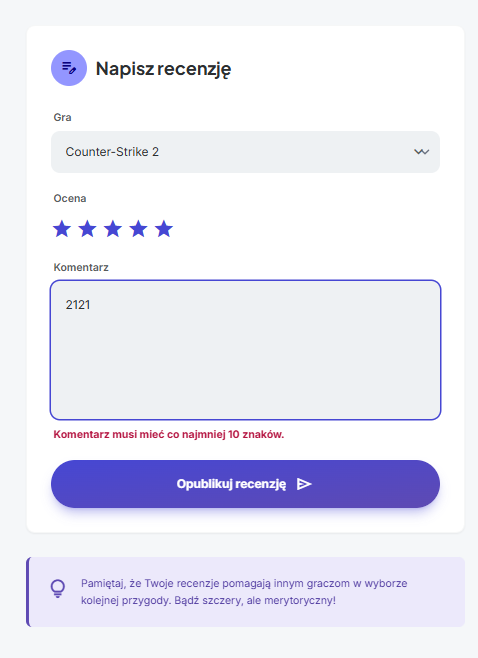 Napisz recenzję
Gra
Counter-Strike 2
Ocena
Komentarz
2121
Komentarz musi mieć co najmniej 10 znaków.
Opublikuj recenzję
Pamiętaj, że Twoje recenzje pomagają innym graczom w wyborze
kolejnej przygody. Bądź szczery, ale merytoryczny!